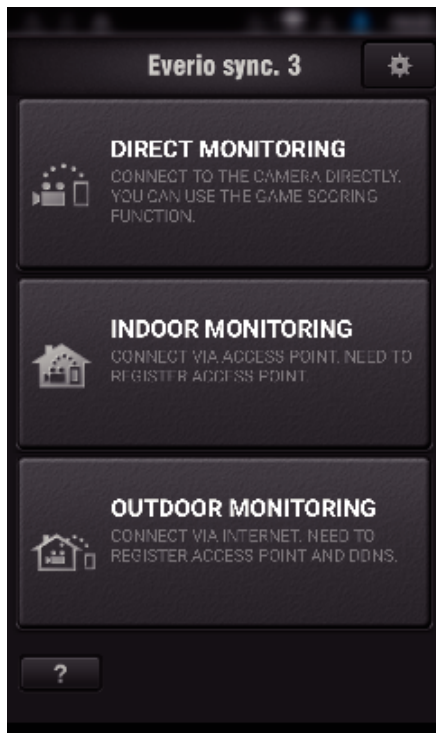 Everio sync. 3
DIRECT MONITORING
CONNECT TO THE CAMERA DIRECTLY.
YOU CAN USE THE GAME SCORING
FUNCTION.
INDOOR MONITORING
CONNECT VIA ACCESS POINT. NEED TO
REGISTER ACCESS POINT.
OUTDOOR MONITORING
CONNECT VIA INTERNET. NEED TO
REGISTER ACCESS POINT AND DDNS.
?